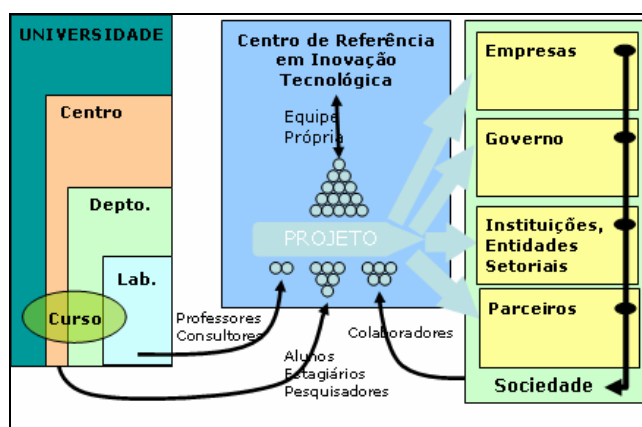 UNIVERSIDADE
Centro
Depto.
Lab.
Curso
Centro de Referência
em Inovação
Tecnológica
Equipe
Própria
PROJETO
Professores
Consultores
Alunos
Estagiários
Pesquisadores
Colaboradores
Empresas
Governo
Instituições,
Entidades
Setoriais
Parceiros
Sociedade